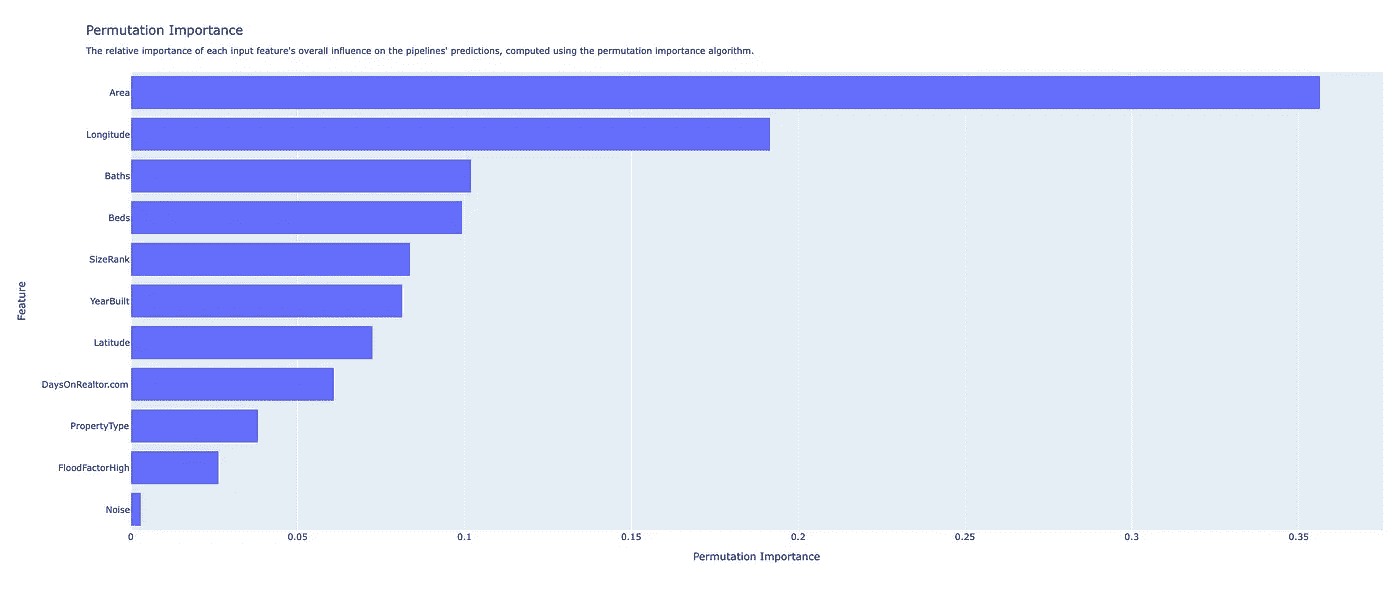 Permutation Importance
The relative importance of each input feature's overall influence on the pipelines' predictions, computed using the permutation importance algorithm.
Area
Longitude
Baths
Beds
SizeRank
YearBuilt
Latitude
DaysOnRealtor.com
PropertyType
FloodFactorHigh
Noise
Feature
0 0.05 0.1 0.15 0.2 0.25 0.3 0.35
Permutation Importance